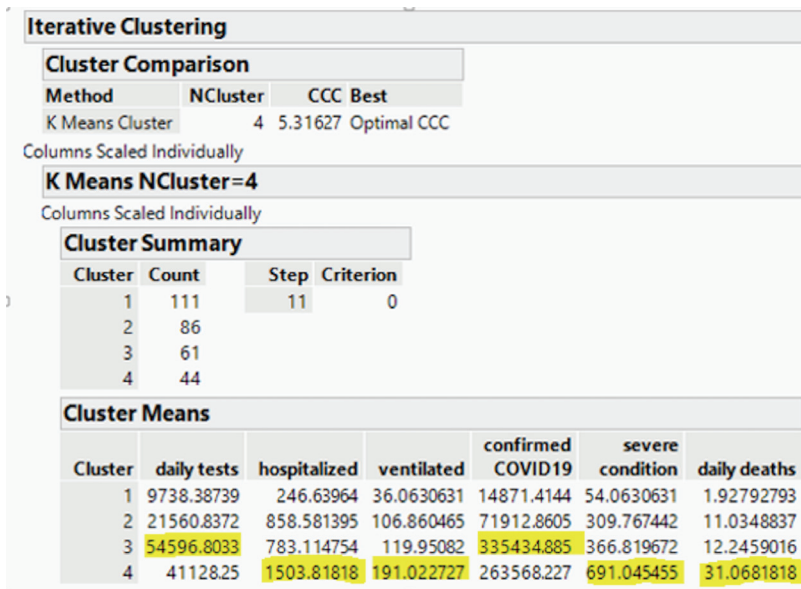 Iterative Clustering
Cluster Comparison
Method NCluster CCC Best
K Means Cluster 4 5.31627 Optimal CCC
Columns Scaled Individually
K Means NCluster=4
Columns Scaled Individually
Cluster Summary
Cluster Count Step Criterion
1 111 11 0
2 86
3 61
4 44
Cluster Means
confirmed severe
Cluster daily tests hospitalized ventilated COVID19 condition daily deaths
1 9738.38739 246.63964 36.0630631 14871.4144 54.0630631 1.92792793
2 21560.8372 858.581395 106.860465 71912.8605 309.767442 11.0348837
3 54596.8033 783.114754 119.95082 335434.885 366.819672 12.2459016
4 41128.25 1503.81818 191.022727 263568.227 691.045455 31.0681818